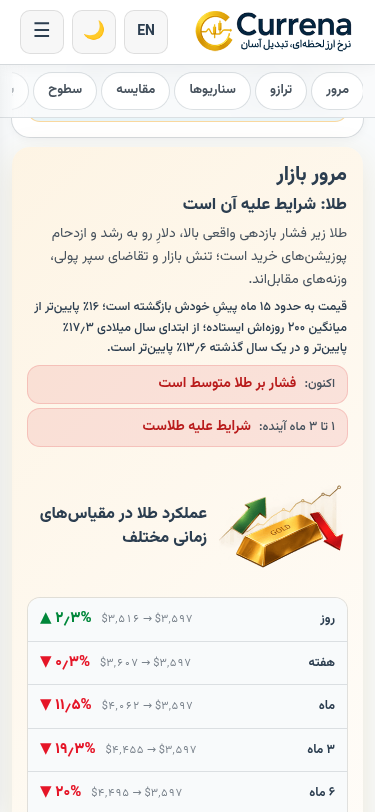 Currena
نرخ ارز لحظه‌ای، تبدیل آسان
EN
مرور
ترازو
سناریوها
مقایسه
سطوح
مرور بازار
طلا: شرایط علیه آن است
طلا زیر فشار بازدهی واقعی بالا، دلارِ رو به رشد و ازدحام
پوزیشن‌های خرید است؛ تنش بازار و تقاضای سپر پولی،
وزنه‌های مقابل‌اند.
قیمت به حدود ۱۵ ماه پیشِ خودش بازگشته است؛ ۱۶٪ پایین‌تر از
میانگین ۲۰۰ روزه‌اش ایستاده؛ از ابتدای سال میلادی ۱۷٫۳٪
پایین‌تر و در یک سال گذشته ۱۳٫۶٪ پایین‌تر است.
اکنون: فشار بر طلا متوسط است
۱ تا ۳ ماه آینده: شرایط علیه طلاست
GOLD
عملکرد طلا در مقیاس‌های
زمانی مختلف
روز $۳,۵۱۶ → $۳,۵۹۷ ▲ ۲٫۳%
هفته $۳,۶۰۷ → $۳,۵۹۷ ▼ ۰٫۳%
ماه $۴,۰۶۲ → $۳,۵۹۷ ▼ ۱۱٫۵%
۳ ماه $۴,۴۵۵ → $۳,۵۹۷ ▼ ۱۹٫۳%
۶ ماه $۴,۴۹۵ → $۳,۵۹۷ ▼ ۲۰%